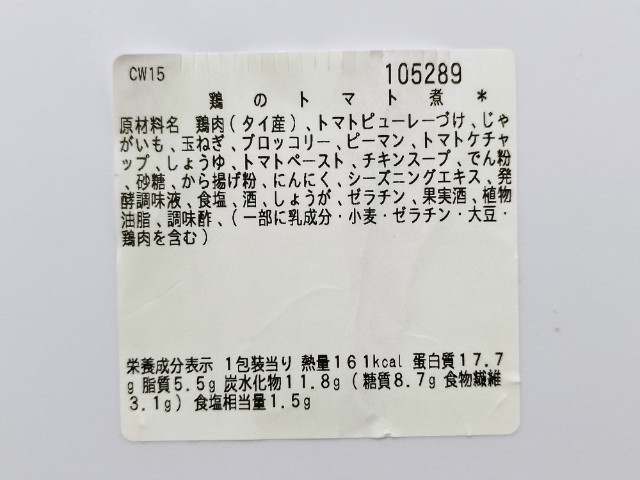 CW15 105289
鶏のトマト煮*
原材料名 鶏肉(タイ産)、トマトピューレーづけ、じゃ
がいも、玉ねぎ、ブロッコリー、ピーマン、トマトケチャ
ップ、しょうゆ、トマトペースト、チキンスープ、でん粉
、砂糖、から揚げ粉、にんにく、シーズニングエキス、発
酵調味液、食塩、酒、しょうが、ゼラチン、果実酒、植物
油脂、調味酢、(一部に乳成分・小麦・ゼラチン・大豆・
鶏肉を含む)
栄養成分表示 1包装当り 熱量161kcal 蛋白質17.7
g 脂質5.5g 炭水化物11.8g(糖質8.7g 食物繊維
3.1g) 食塩相当量1.5g